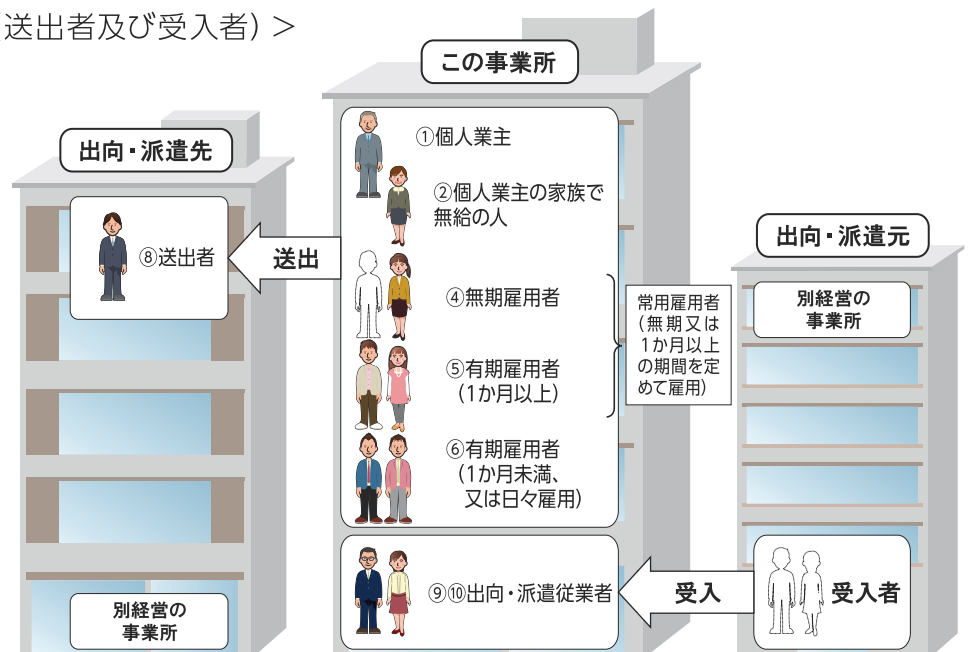 (送出者及び受入者)＞
この事業所
出向・派遣先
出向・派遣元
①個人業主
②個人業主の家族で
無給の人
⑧送出者
送出
④無期雇用者
⑤有期雇用者
(1か月以上)
⑥有期雇用者
(1か月未満、
又は日々雇用)
常用雇用者
(無期又は
1か月以上
の期間を定
めて雇用)
別経営の
事業所
⑨⑩出向・派遣従業者
受入
受入者
別経営の
事業所